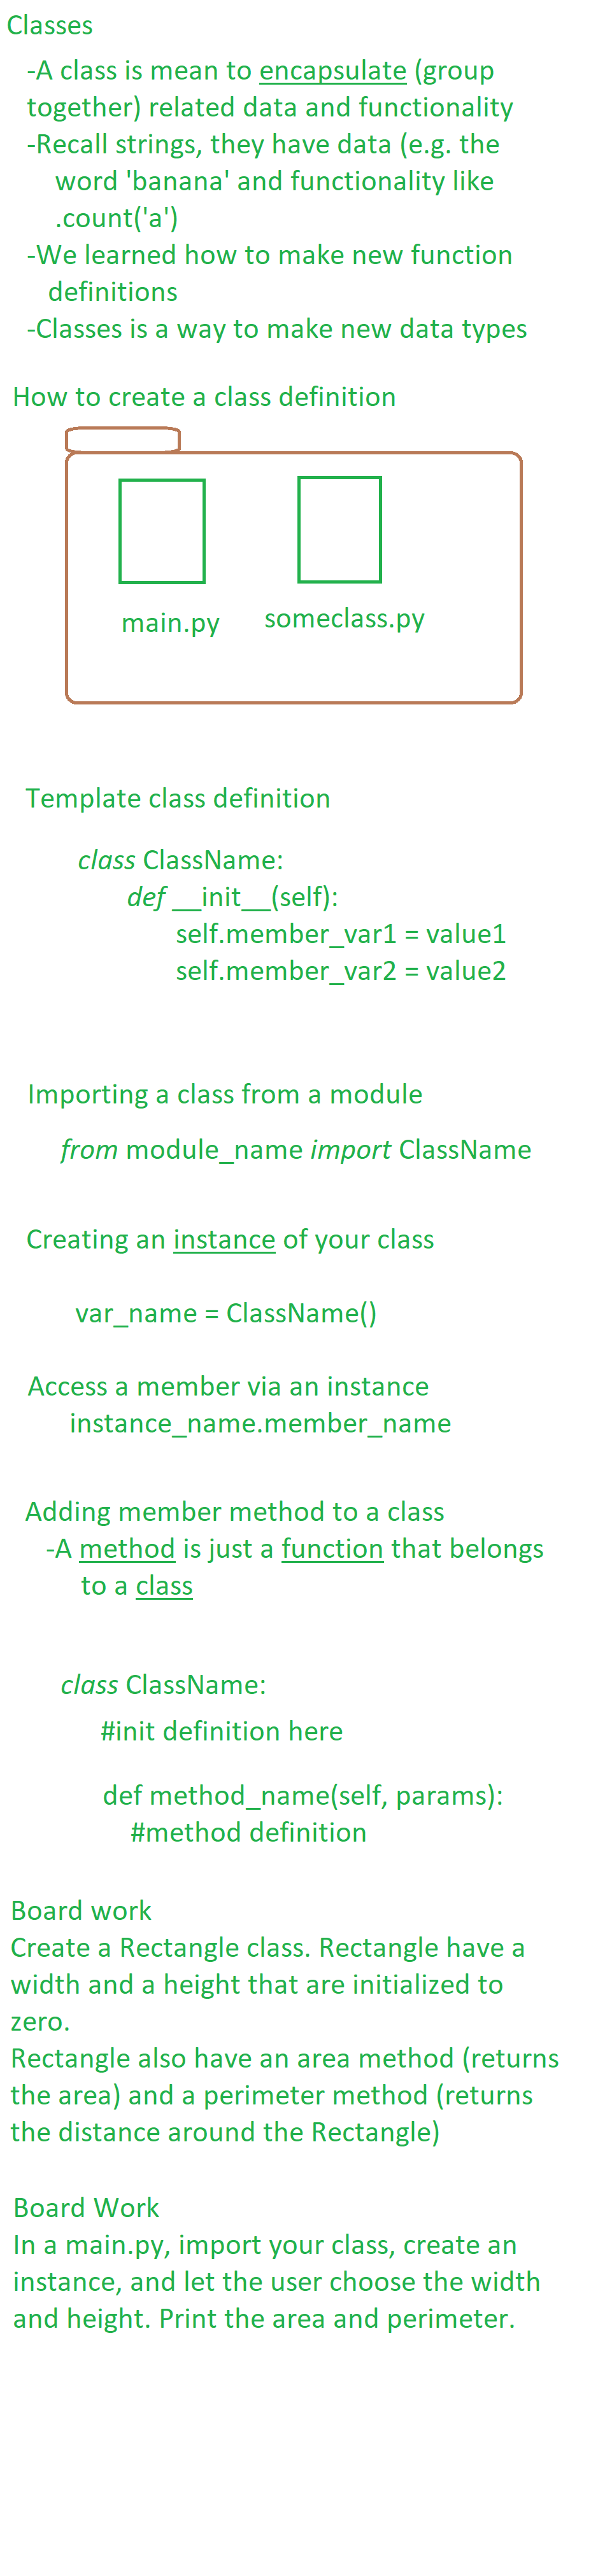 Classes
-A class is mean to encapsulate (group
together) related data and functionality
-Recall strings, they have data (e.g. the
word 'banana' and functionality like
.count('a')
-We learned how to make new function
definitions
-Classes is a way to make new data types
How to create a class definition
main.py
someclass.py
Template class definition
class ClassName:
def __init__(self):
self.member_var1 = value1
self.member_var2 = value2
Importing a class from a module
from module_name import ClassName
Creating an instance of your class
var_name = ClassName()
Access a member via an instance
instance_name.member_name
Adding member method to a class
-A method is just a function that belongs
to a class
class ClassName:
#init definition here
def method_name(self, params):
#method definition
Board work
Create a Rectangle class. Rectangle have a
width and a height that are initialized to
zero.
Rectangle also have an area method (returns
the area) and a perimeter method (returns
the distance around the Rectangle)
Board Work
In a main.py, import your class, create an
instance, and let the user choose the width
and height. Print the area and perimeter.